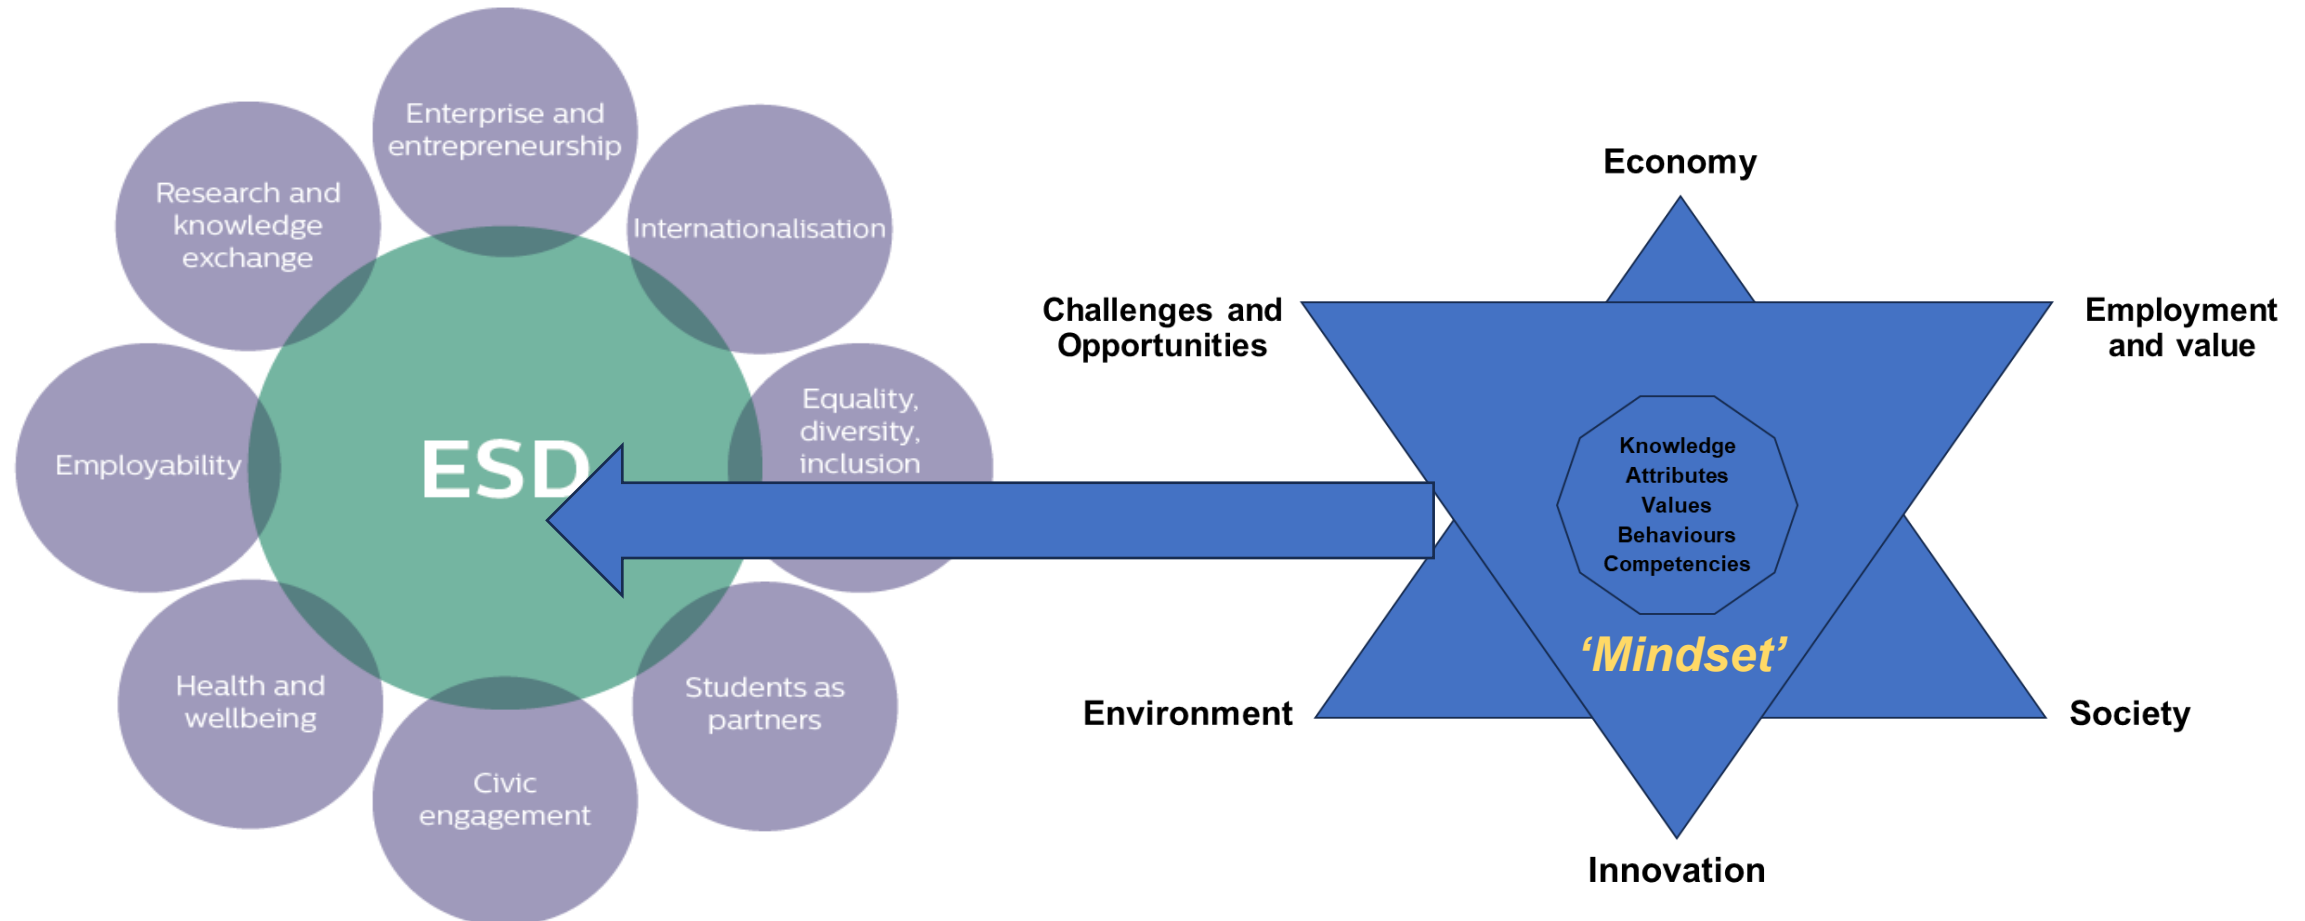 Enterprise and
entrepreneurship
Research and
knowledge
exchange
Internationalisation
Employability
ESD
Equality,
diversity,
inclusion
Health and
wellbeing
Students as
partners
Civic
engagement
Economy
Challenges and
Opportunities
Employment
and value
Knowledge
Attributes
Values
Behaviours
Competencies
‘Mindset’
Environment
Society
Innovation